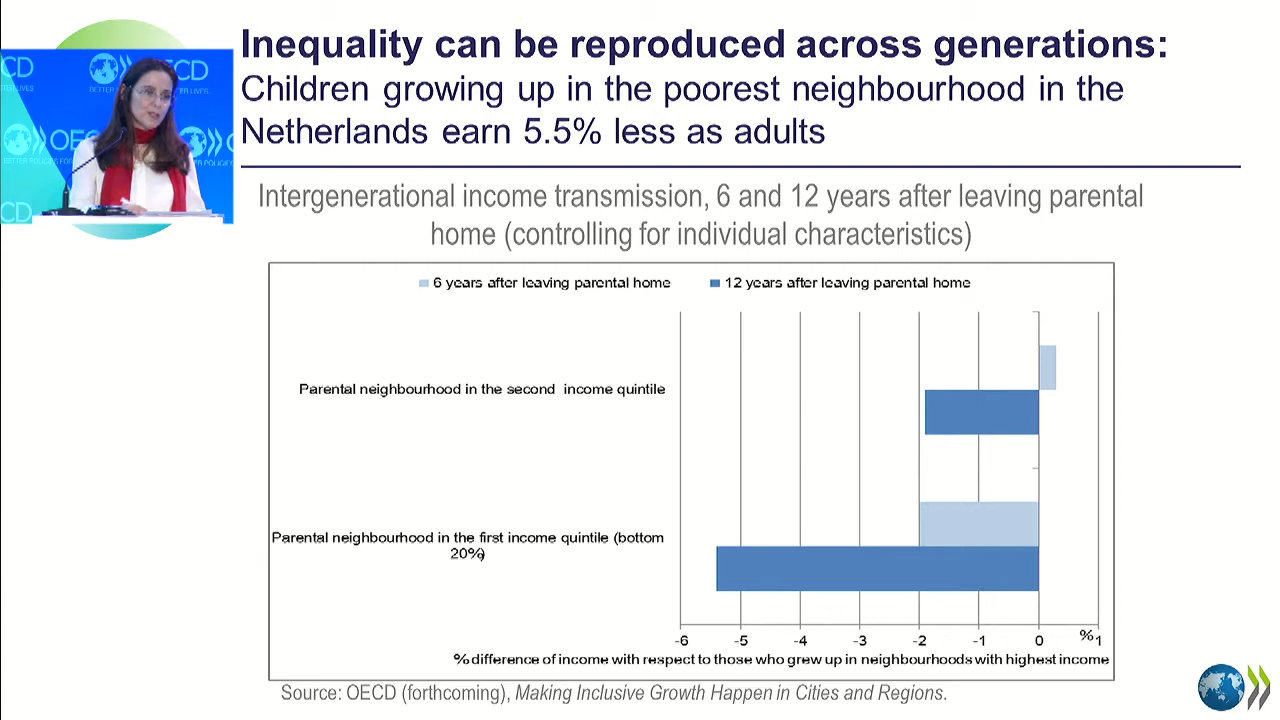 Inequality can be reproduced across generations:
Children growing up in the poorest neighbourhood in the
Netherlands earn 5.5% less as adults
CD
OECD
OE
CD
Intergenerational income transmission, 6 and 12 years after leaving parental
home (controlling for individual characteristics)
6 years after leaving parental home
12 years after leaving parental home
Parental neighbourhood in the second income quintile
Parental neighbourhood in the first income quintile (bottom
20%)
-6 -5 -4 -3 -2 -1 0 % 1
% difference of income with respect to those who grew up in neighbourhoods with highest income
Source: OECD (forthcoming), Making Inclusive Growth Happen in Cities and Regions.